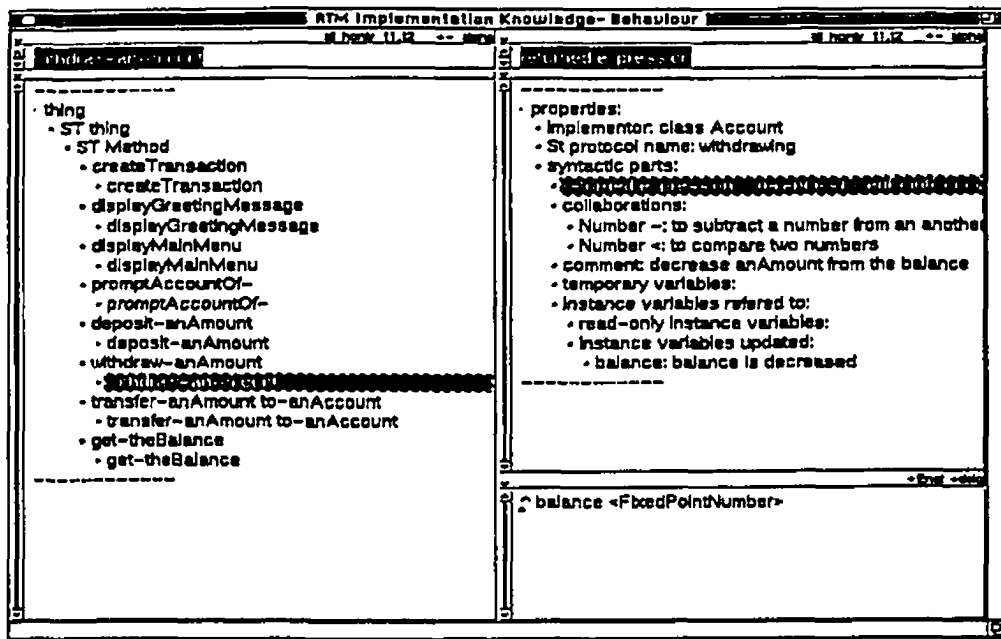 ATM Implementation Knowledge- Behaviour
thing
ST thing
ST Method
createTransaction
createTransaction
displayGreetingMessage
displayGreetingMessage
displayMainMenu
displayMainMenu
promptAccountOf-
promptAccountOf-
deposit-anAmount
deposit-anAmount
withdraw-anAmount
transfer-anAmount to-anAccount
transfer-anAmount to-anAccount
get-theBalance
get-theBalance
properties:
implementor: class Account
St protocol name: withdrawing
syntactic parts:
collaborations:
Number -: to subtract a number from an another
Number <: to compare two numbers
comment: decrease anAmount from the balance
temporary variables:
instance variables refered to:
read-only instance variables:
instance variables updated:
balance: balance is decreased
^ balance <FixedPointNumber>